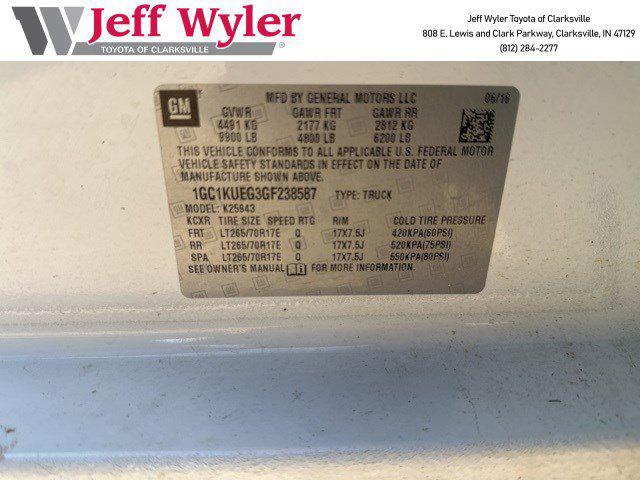 Jeff Wyler
TOYOTA OF CLARKSVILLE
Jeff Wyler Toyota of Clarksville
808 E. Lewis and Clark Parkway, Clarksville, IN 47129
(812) 284-2277
GM
MFD BY GENERAL MOTORS LLC 06/16
GVWR GAWR FRT GAWR RR
4491 KG 2177 KG 2812 KG
9900 LB 4800 LB 6200 LB
THIS VEHICLE CONFORMS TO ALL APPLICABLE U.S. FEDERAL MOTOR
VEHICLE SAFETY STANDARDS IN EFFECT ON THE DATE OF
MANUFACTURE SHOWN ABOVE.
1GC1KUEG3GF238587 TYPE: TRUCK
MODEL: K25943
KCXR TIRE SIZE SPEED RTG RIM COLD TIRE PRESSURE
FRT LT265/70R17E Q 17X7.5J 420KPA(60PSI)
RR LT265/70R17E Q 17X7.5J 520KPA(75PSI)
SPA LT265/70R17E Q 17X7.5J 550KPA(80PSI)
SEE OWNER'S MANUAL FOR MORE INFORMATION.